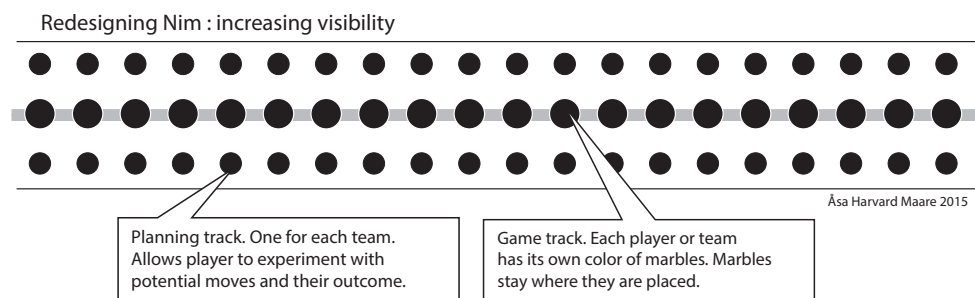 Redesigning Nim : increasing visibility
Åsa Harvard Maare 2015
Planning track. One for each team.
Allows player to experiment with
potential moves and their outcome.
Game track. Each player or team
has its own color of marbles. Marbles
stay where they are placed.